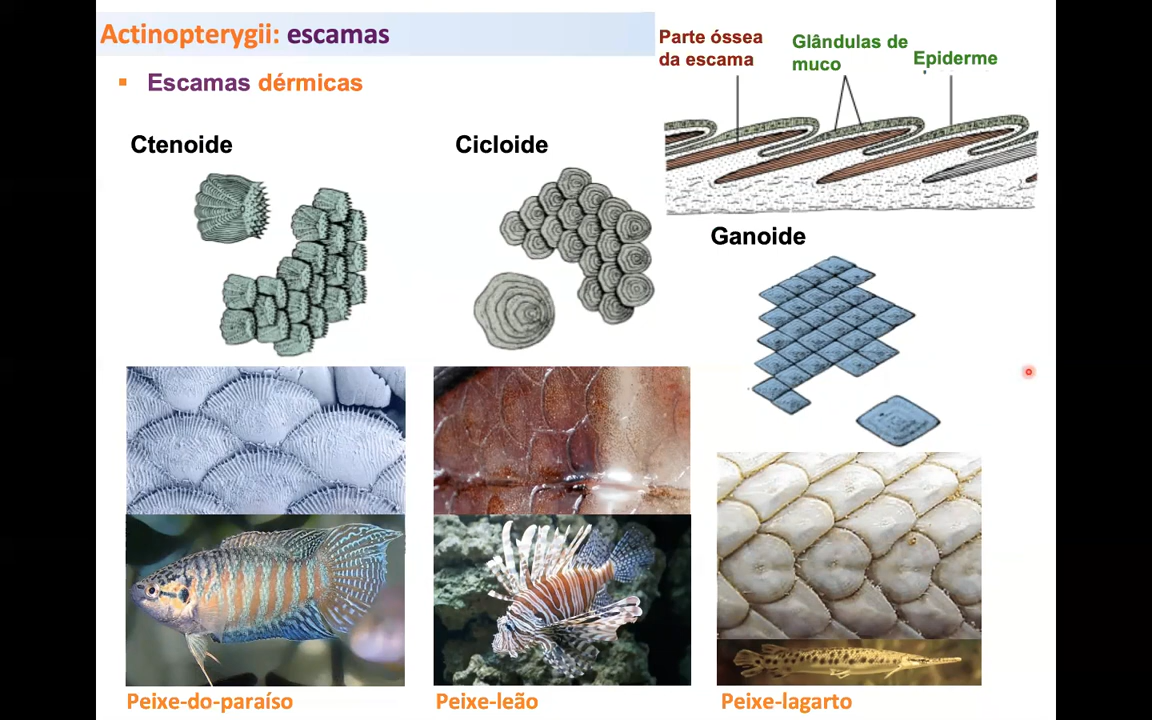 Actinopterygii: escamas
▪ Escamas dérmicas
Parte óssea
da escama
Glândulas de
muco
Epiderme
Ctenoide
Cicloide
Ganoide
Peixe-do-paraíso
Peixe-leão
Peixe-lagarto